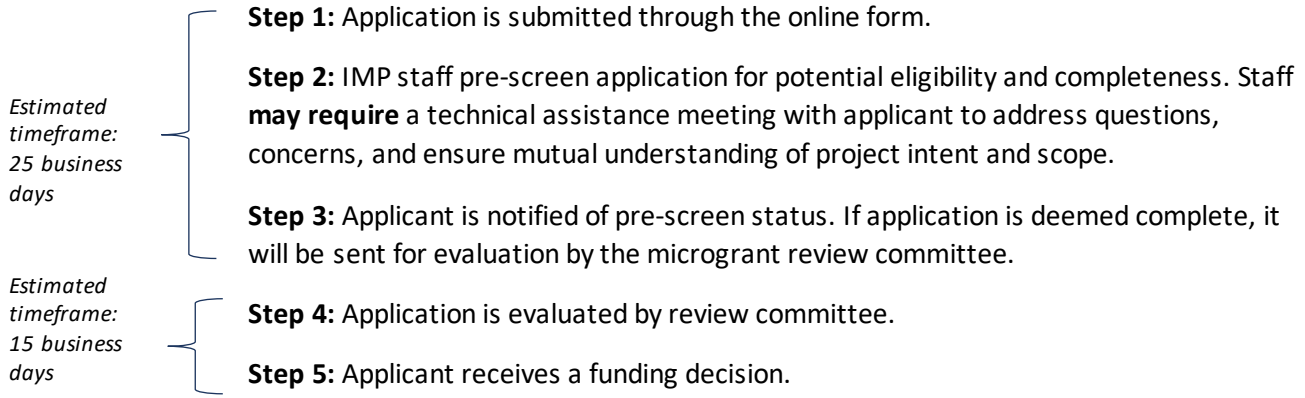 Step 1: Application is submitted through the online form.
Estimated
timeframe:
25 business
days
Step 2: IMP staff pre-screen application for potential eligibility and completeness. Staff
may require a technical assistance meeting with applicant to address questions,
concerns, and ensure mutual understanding of project intent and scope.
Step 3: Applicant is notified of pre-screen status. If application is deemed complete, it
will be sent for evaluation by the microgrant review committee.
Estimated
timeframe:
15 business
days
Step 4: Application is evaluated by review committee.
Step 5: Applicant receives a funding decision.